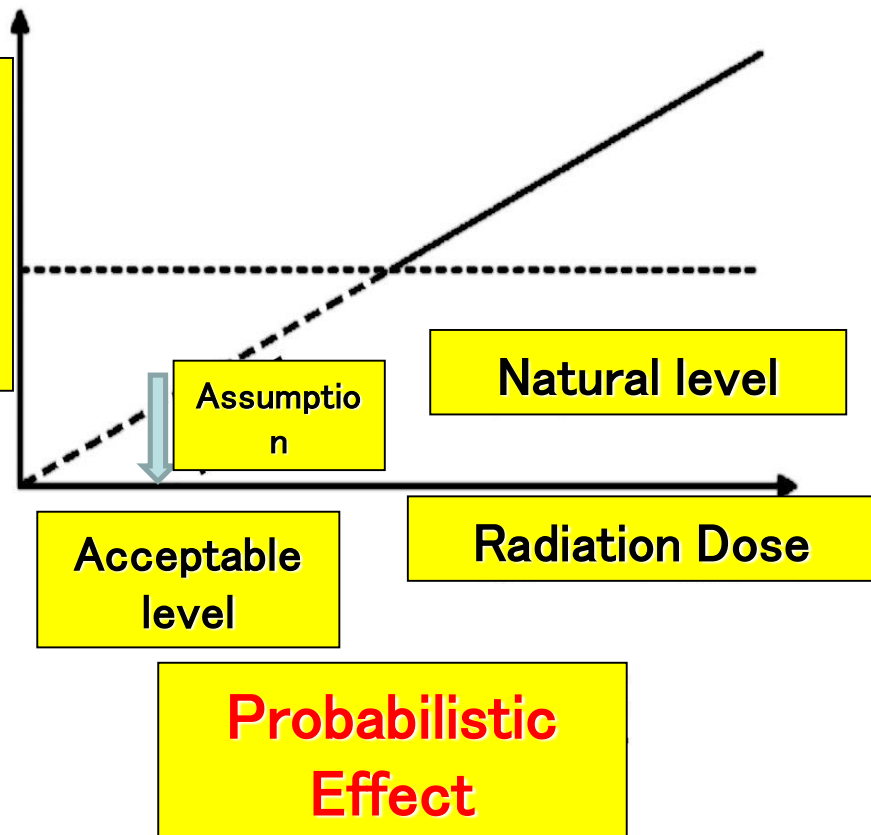 Assumptio
n
Natural level
Acceptable
level
Radiation Dose
Probabilistic
Effect